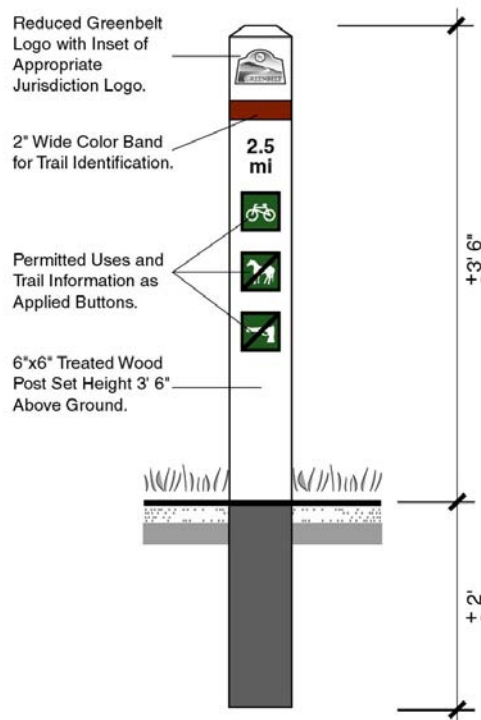 Reduced Greenbelt
Logo with Inset of
Appropriate
Jurisdiction Logo.
GREENBELT
2" Wide Color Band
for Trail Identification.
2.5
mi
Permitted Uses and
Trail Information as
Applied Buttons.
6"x6" Treated Wood
Post Set Height 3' 6"
Above Ground.
±3' 6"
±2'